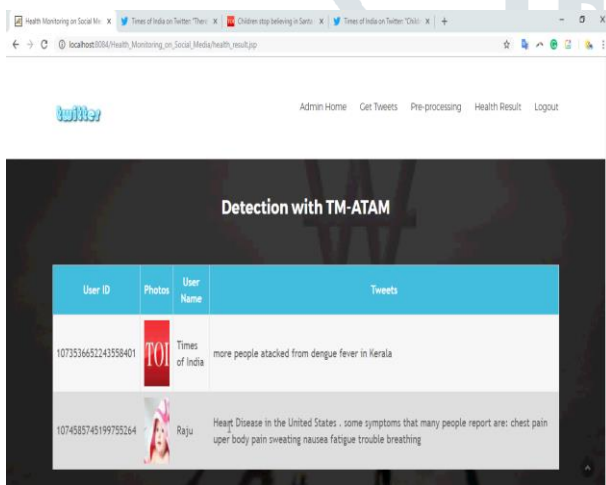 Health Monitoring on Social Me
Times of India on Twitter: "There
Children stop believing in Santa
Times of India on Twitter: "Childr
localhost:8084/Health_Monitoring_on_Social_Media/health_result.jsp
twitter
Admin Home Get Tweets Pre-processing Health Result Logout
Detection with TM-ATAM
User ID Photos User Name Tweets
1073536652243558401 TOI Times of India more people atacked from dengue fever in Kerala
1074585745199755264 Raju Heart Disease in the United States . some symptoms that many people report are: chest pain
uper body pain sweating nausea fatigue trouble breathing